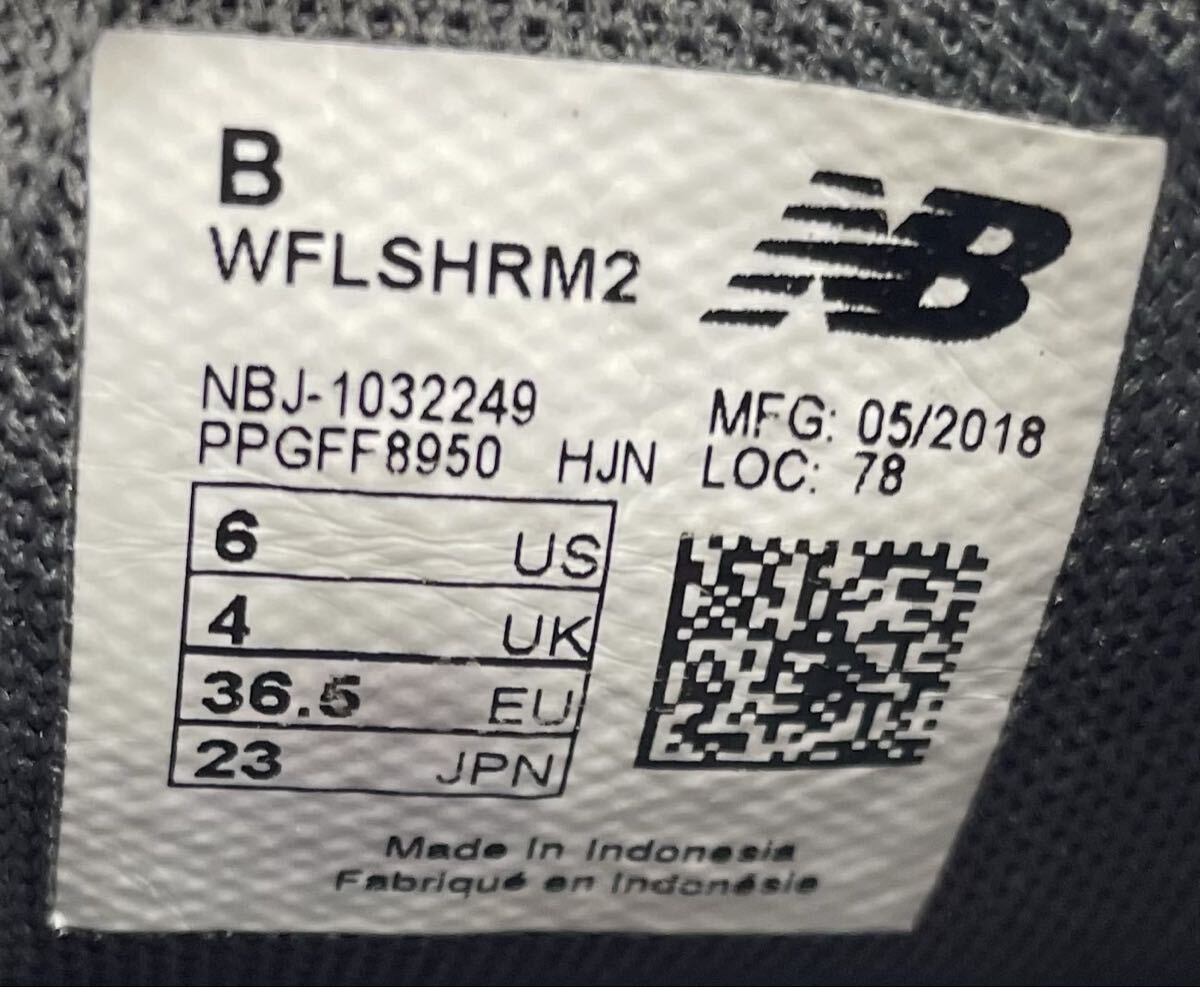 B
WFLSHRM2
NB
NBJ-1032249
PPGFF8950 HJN
MFG: 05/2018
LOC: 78
6 US
4 UK
36.5 EU
23 JPN
Made in Indonesia
Fabriqué en Indonésie